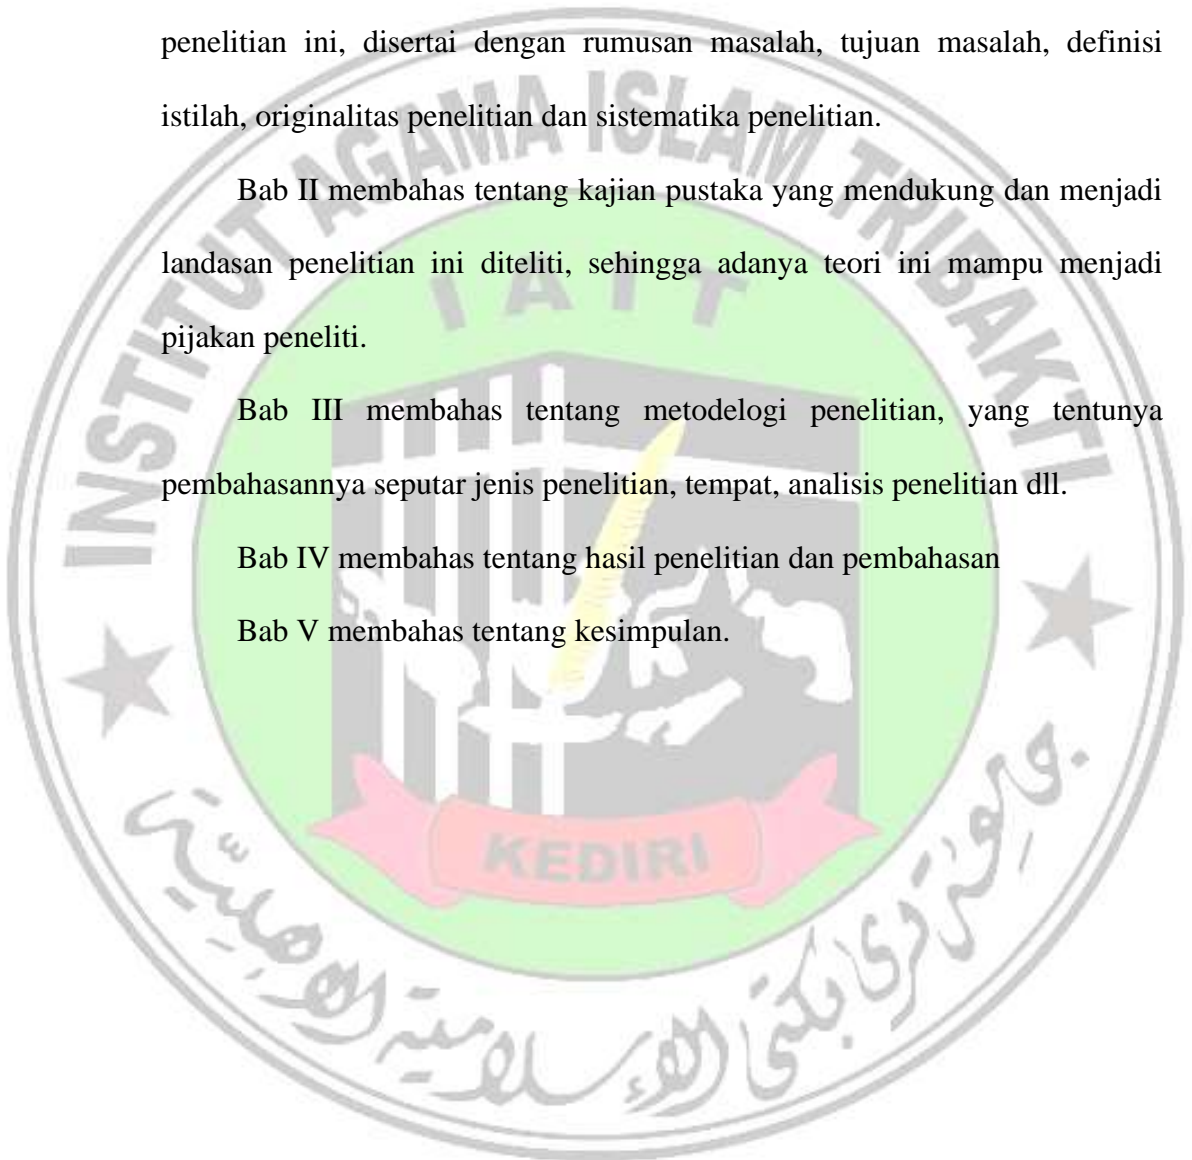 penelitian ini, disertai dengan rumusan masalah, tujuan masalah, definisi
istilah, originalitas penelitian dan sistematika penelitian.
Bab II membahas tentang kajian pustaka yang mendukung dan menjadi
landasan penelitian ini diteliti, sehingga adanya teori ini mampu menjadi
pijakan peneliti.
Bab III membahas tentang metodelogi penelitian, yang tentunya
pembahasannya seputar jenis penelitian, tempat, analisis penelitian dll.
Bab IV membahas tentang hasil penelitian dan pembahasan
Bab V membahas tentang kesimpulan.
INSTITUT AGAMA ISLAM TRIBAKTI
IAIT
KEDIRI